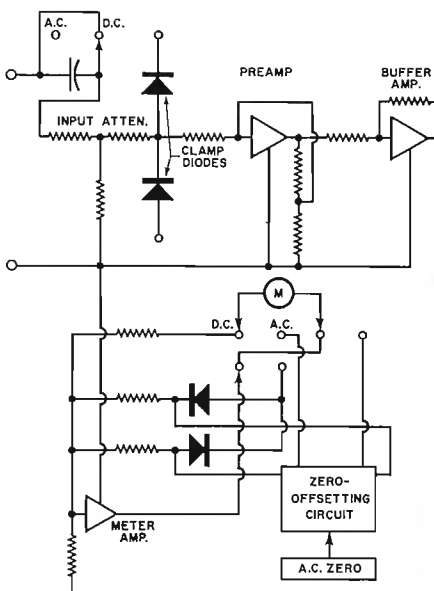 A.C.
D.C.
PREAMP
BUFFER
AMP.
INPUT ATTEN.
CLAMP
DIODES
M
D.C.
A.C.
ZERO-
OFFSETTING
CIRCUIT
METER
AMP.
A.C. ZERO